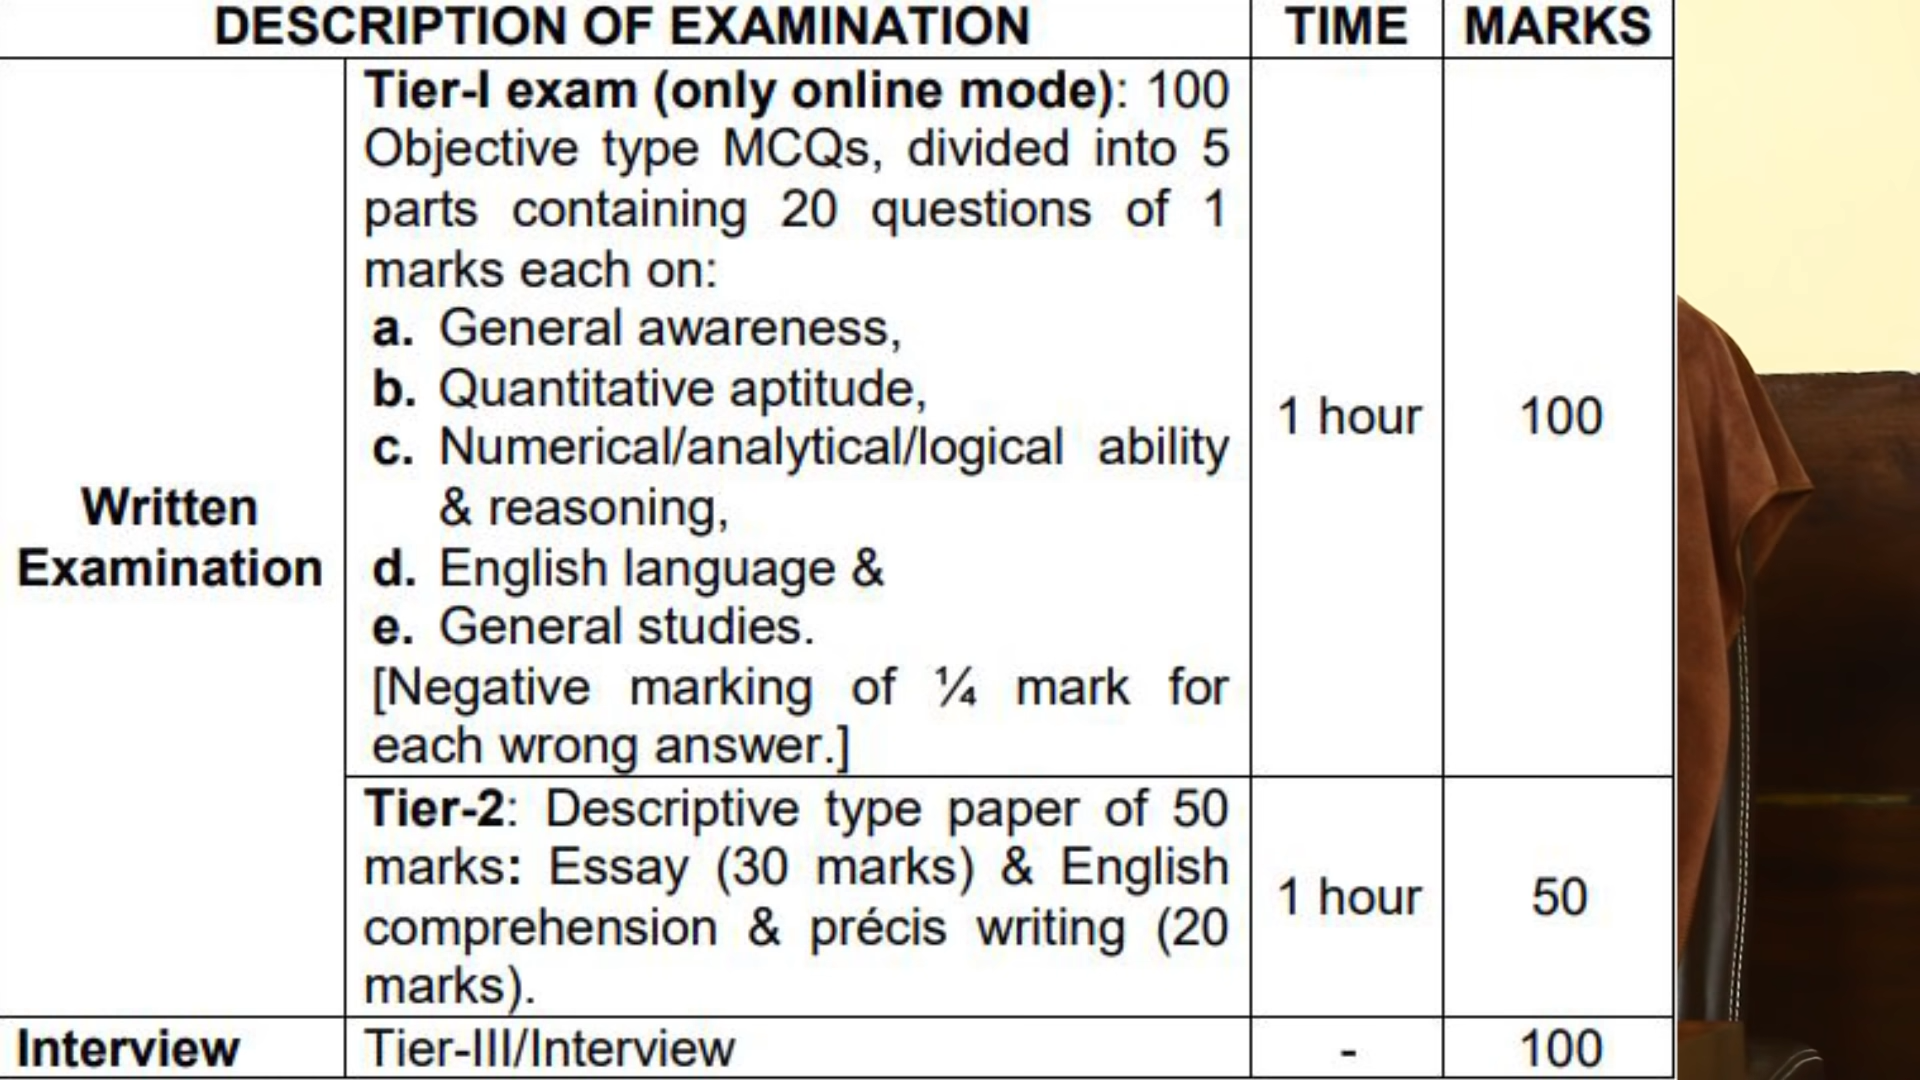 DESCRIPTION OF EXAMINATION TIME MARKS
Written
Examination
Tier-I exam (only online mode): 100
Objective type MCQs, divided into 5
parts containing 20 questions of 1
marks each on:
a. General awareness,
b. Quantitative aptitude,
c. Numerical/analytical/logical ability
& reasoning,
d. English language &
e. General studies.
[Negative marking of ¼ mark for
each wrong answer.]
1 hour
100
Tier-2: Descriptive type paper of 50
marks: Essay (30 marks) & English
comprehension & précis writing (20
marks).
1 hour
50
Interview Tier-III/Interview - 100